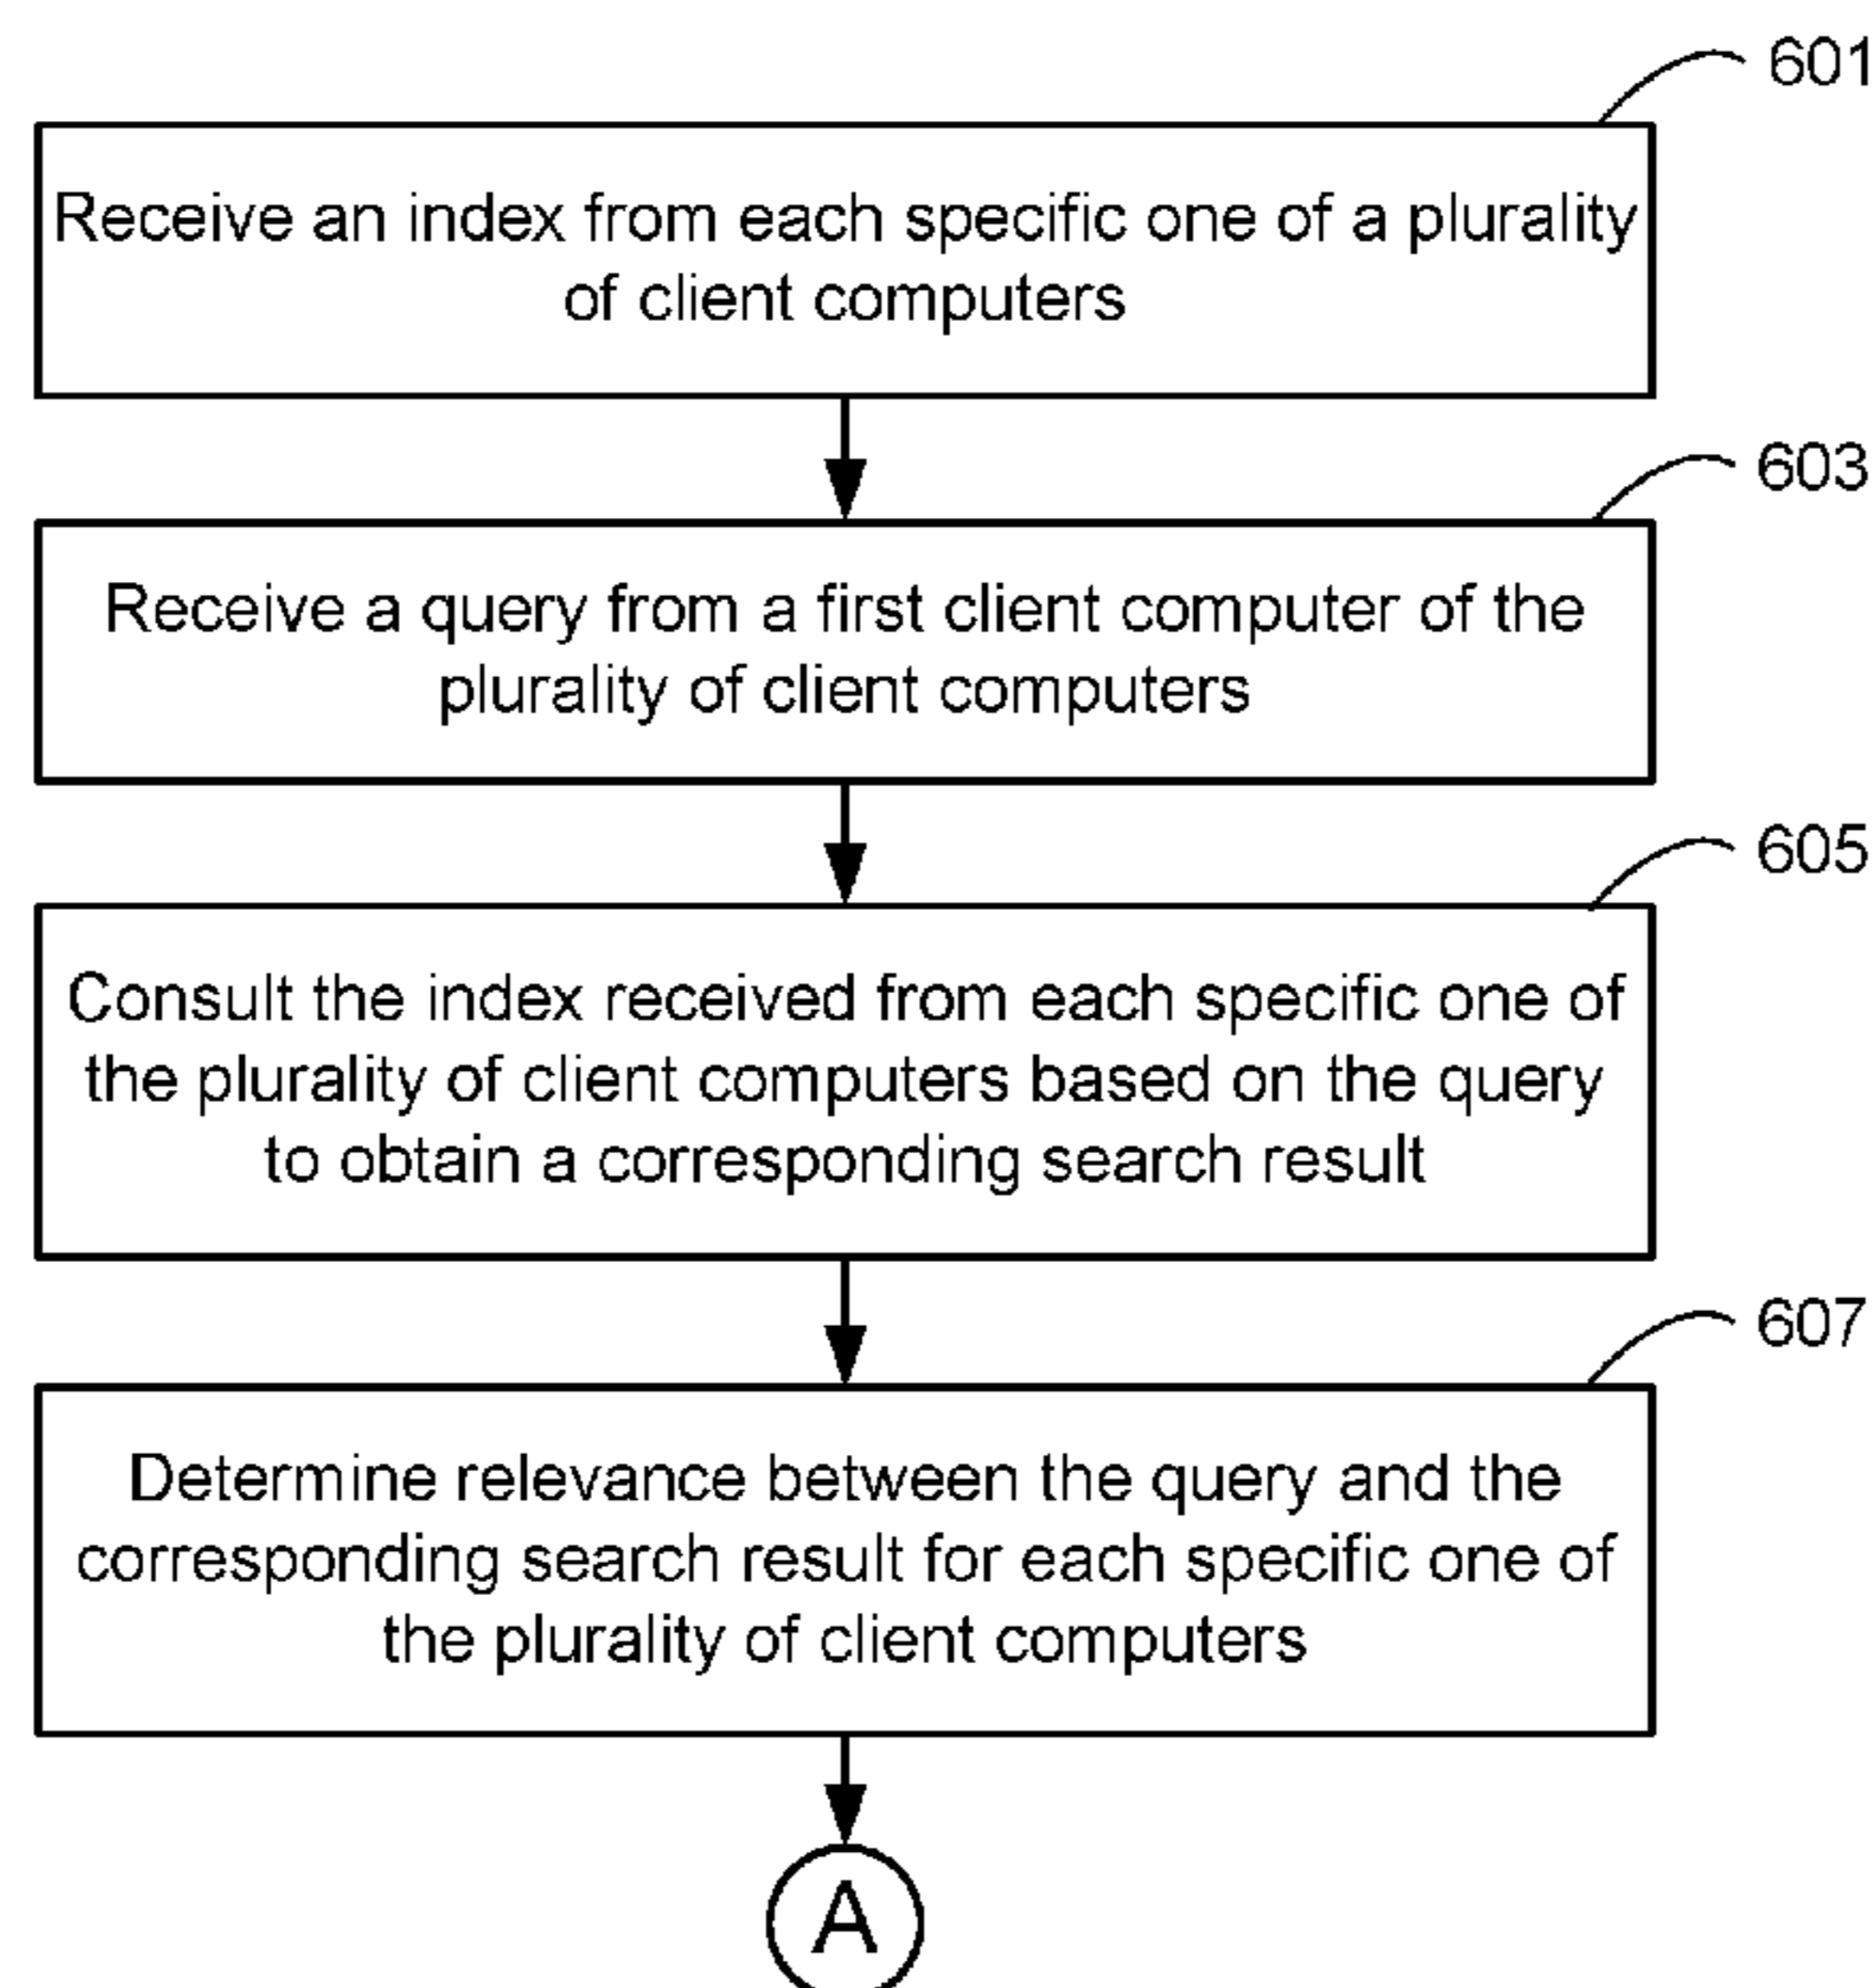 601
Receive an index from each specific one of a plurality
of client computers
603
Receive a query from a first client computer of the
plurality of client computers
605
Consult the index received from each specific one of
the plurality of client computers based on the query
to obtain a corresponding search result
607
Determine relevance between the query and the
corresponding search result for each specific one of
the plurality of client computers
A